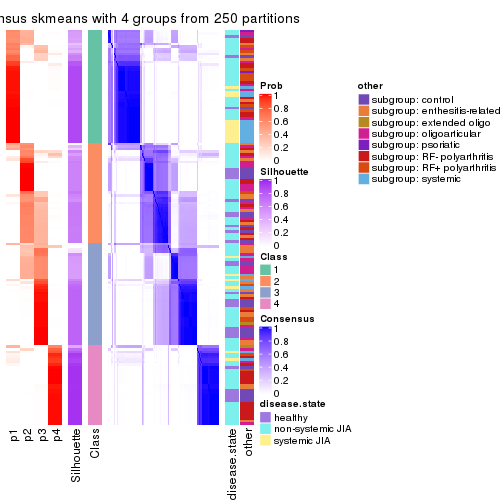 nsus skmeans with 4 groups from 250 partitions
Prob
1
0.8
0.6
0.4
0.2
0
Silhouette
1
0.8
0.6
0.4
0.2
0
Class
1
2
3
4
Consensus
1
0.8
0.6
0.4
0.2
0
disease.state
healthy
non-systemic JIA
systemic JIA
other
subgroup: control
subgroup: enthesitis-related
subgroup: extended oligo
subgroup: oligoarticular
subgroup: psoriatic
subgroup: RF- polyarthritis
subgroup: RF+ polyarthritis
subgroup: systemic
p1
p2
p3
p4
Silhouette
Class
disease.state
other